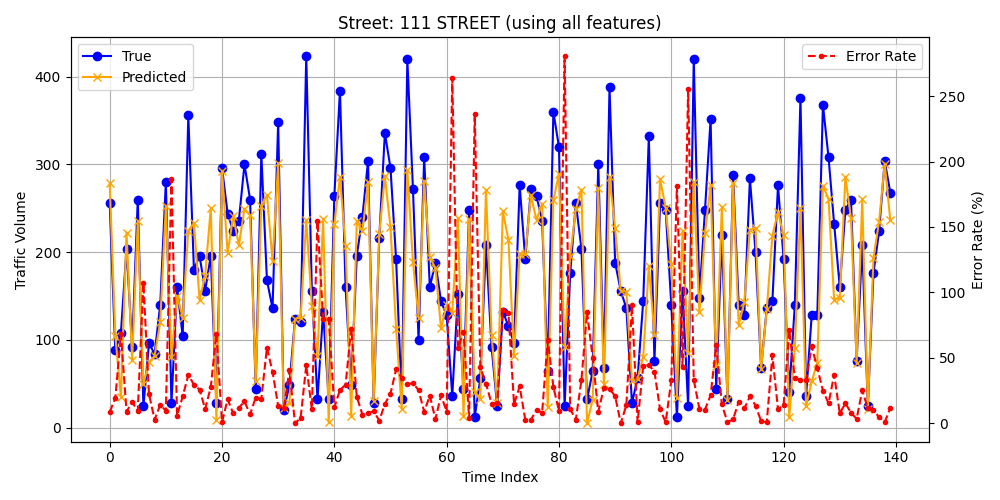 Street: 111 STREET (using all features)
True
Predicted
Error Rate
Traffic Volume
400
300
200
100
0
Error Rate (%)
250
200
150
100
50
0
0 20 40 60 80 100 120 140
Time Index